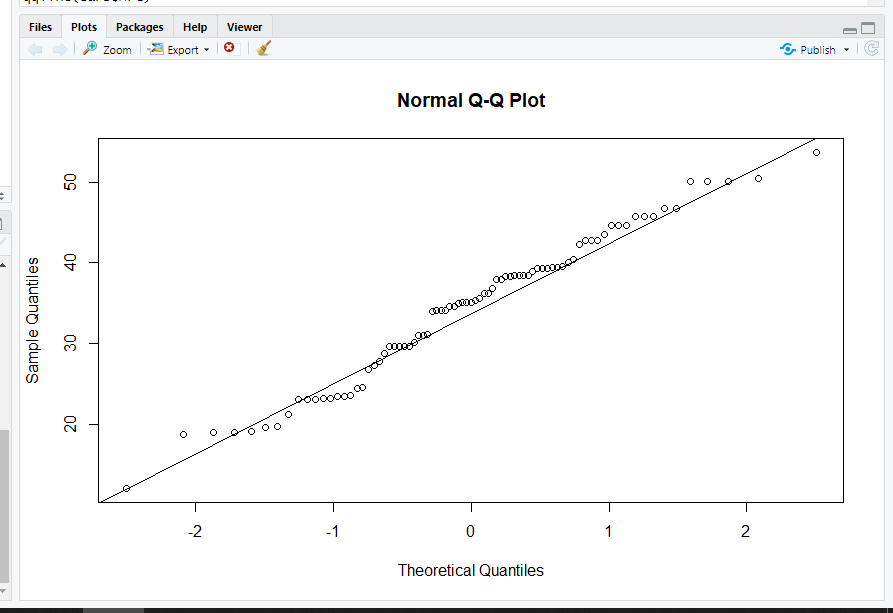 Files Plots Packages Help Viewer
Zoom Export Publish
Normal Q-Q Plot
50
40
30
20
Sample Quantiles
-2 -1 0 1 2
Theoretical Quantiles